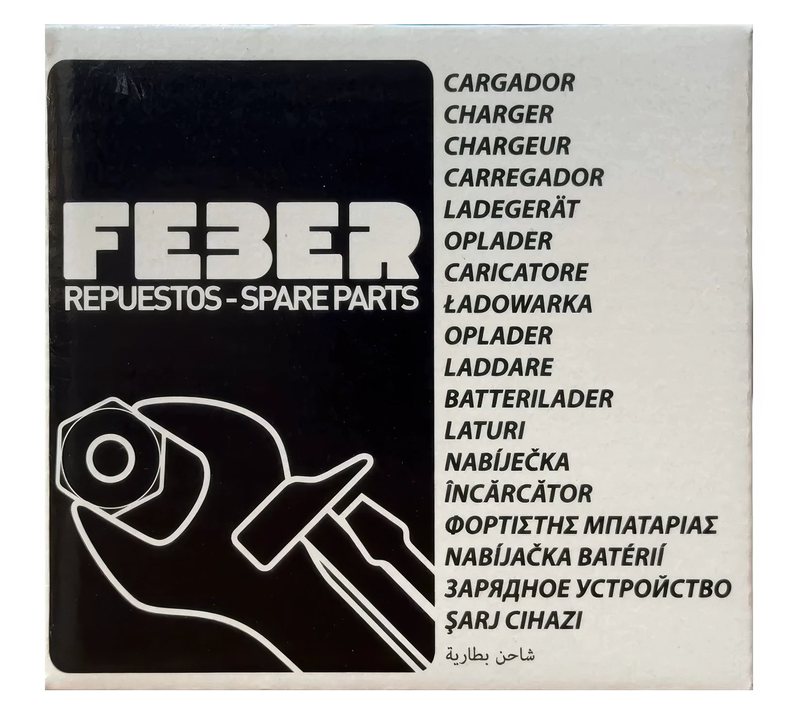 FEBER
REPUESTOS - SPARE PARTS
CARGADOR
CHARGER
CHARGEUR
CARREGADOR
LADEGERÄT
OPLADER
CARICATORE
ŁADOWARKA
OPLADER
LADDARE
BATTERILADER
LATURI
NABÍJEČKA
ÎNCĂRCĂTOR
ΦΟΡΤΙΣΤΗΣ ΜΠΑΤΑΡΙΑΣ
NABÍJAČKA BATÉRIÍ
ЗАРЯДНОЕ УСТРОЙСТВО
ŞARJ CIHAZI
شاحن بطارية